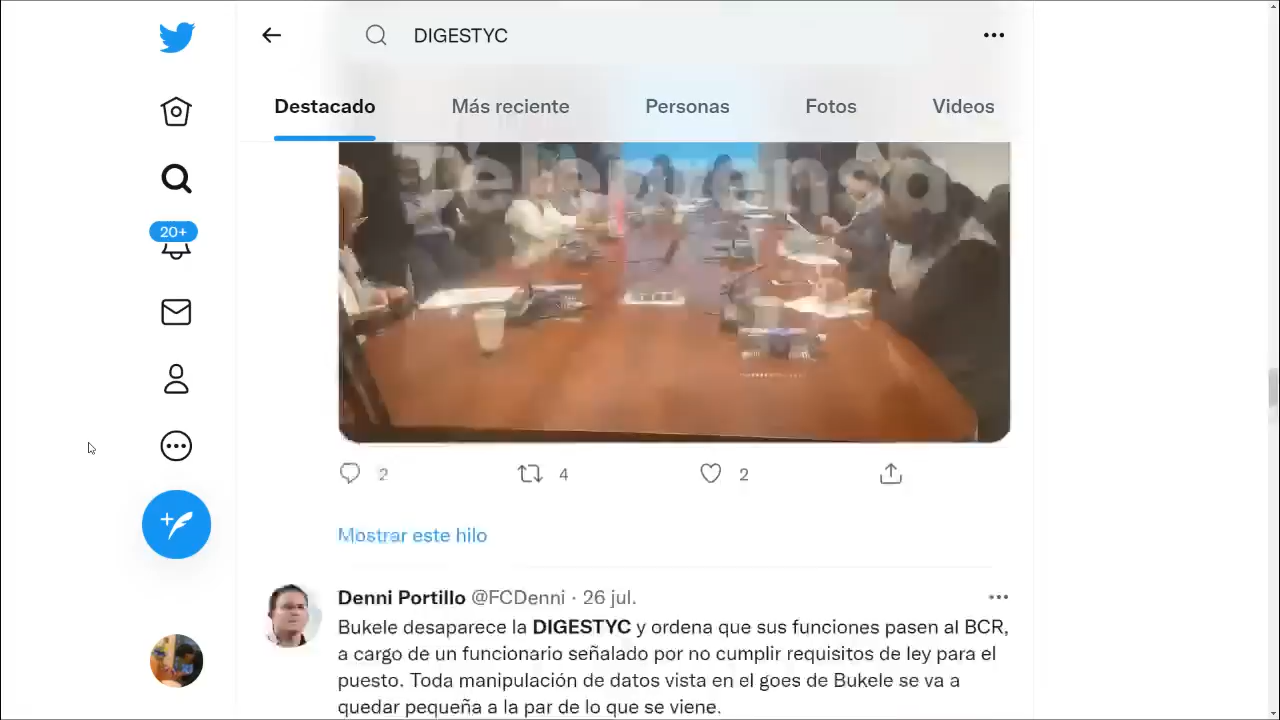 DIGESTYC
Destacado Más reciente Personas Fotos Videos
Teleprensa
20+
2 4 2
Mostrar este hilo
Denni Portillo @FCDenni · 26 jul.
Bukele desaparece la DIGESTYC y ordena que sus funciones pasen al BCR,
a cargo de un funcionario señalado por no cumplir requisitos de ley para el
puesto. Toda manipulación de datos vista en el goes de Bukele se va a
quedar pequeña a la par de lo que se viene.